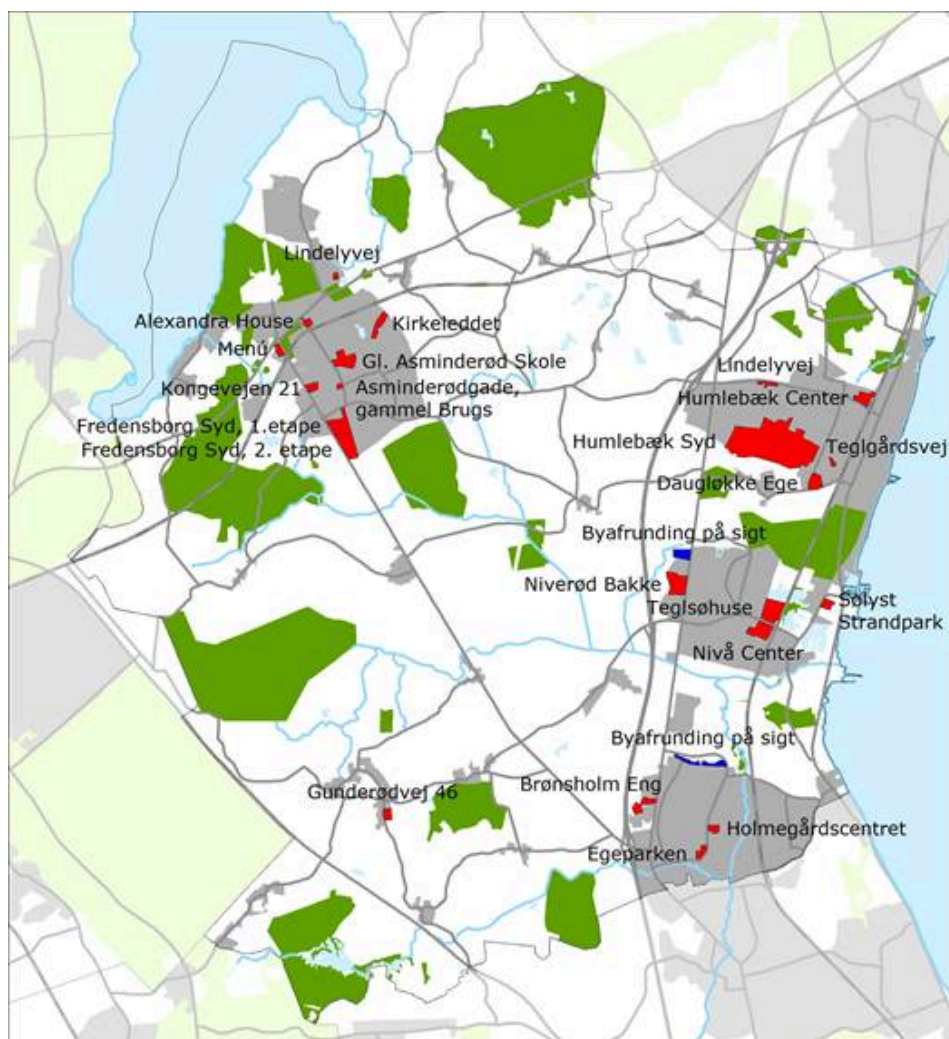 Lindelyvej
Alexandra House
Kirkeleddet
Menú
Gl. Asminderød Skole
Kongevejen 21
Asminderødgade,
gammel Brugs
Fredensborg Syd, 1.etape
Fredensborg Syd, 2. etape
Lindelyvej
Humlebæk Center
Humlebæk Syd
Teglgårdsvej
Daugløkke Ege
Byafrunding på sigt
Niverød Bakke
Teglsøhuse
Sølyst
Strandpark
Nivå Center
Byafrunding på sigt
Brønsholm Eng
Gunderødvej 46
Holmegårdscentret
Egeparken